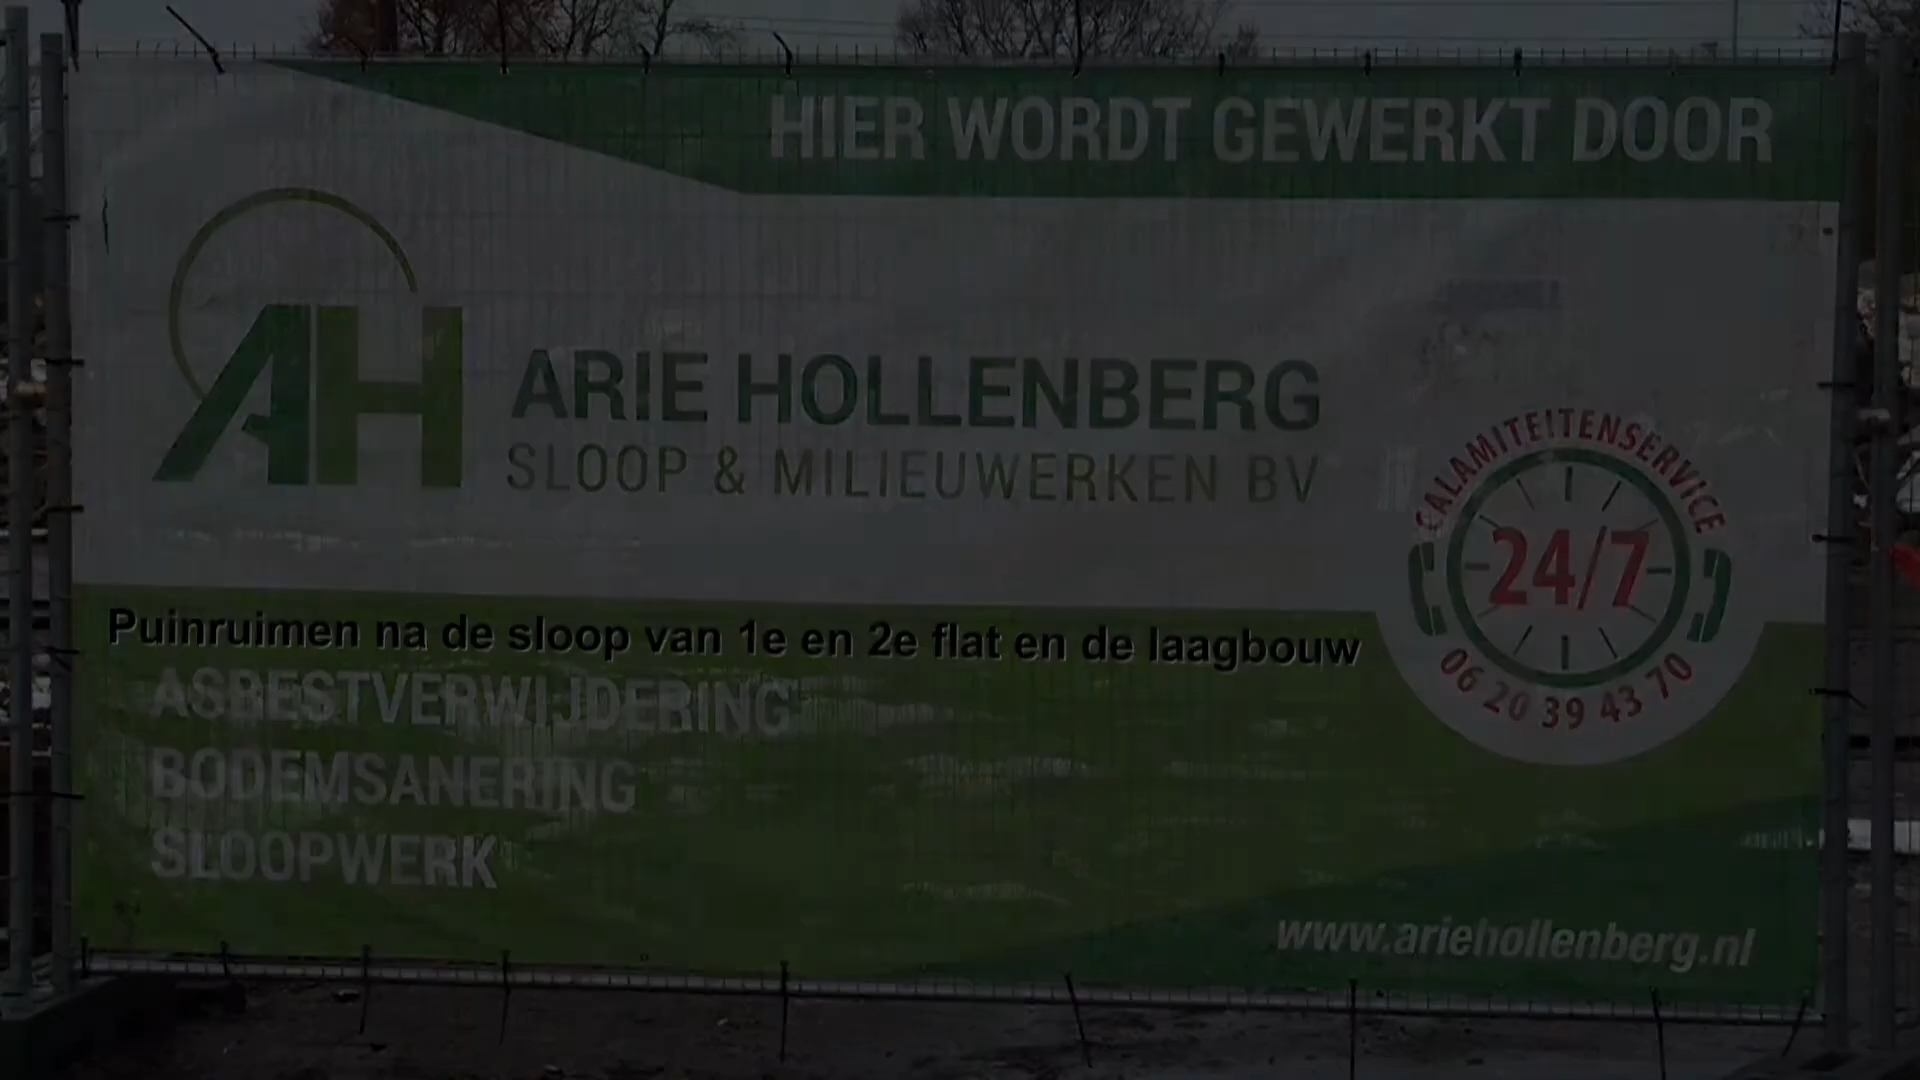 HIER WORDT GEWERKT DOOR
AH
ARIE HOLLENBERG
SLOOP & MILIEUWERKEN BV
CALAMITEITENSERVICE
24/7
06 20 39 43 70
Puinruimen na de sloop van 1e en 2e flat en de laagbouw
ASBESTVERWIJDERING
BODEMSANERING
SLOOPWERK
www.ariehollenberg.nl